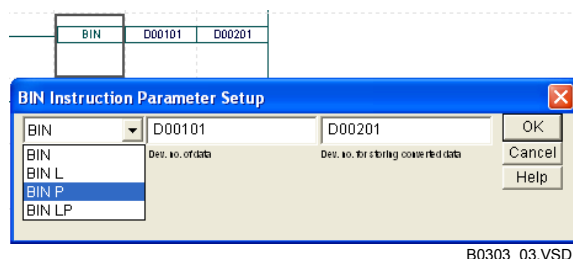 BIN D00101 D00201
BIN Instruction Parameter Setup
BIN D00101 D00201 OK
BIN Dev. no. of data Dev. no. for storing converted data Cancel
BIN L Help
BIN P
BIN LP
B0303_03.VSD